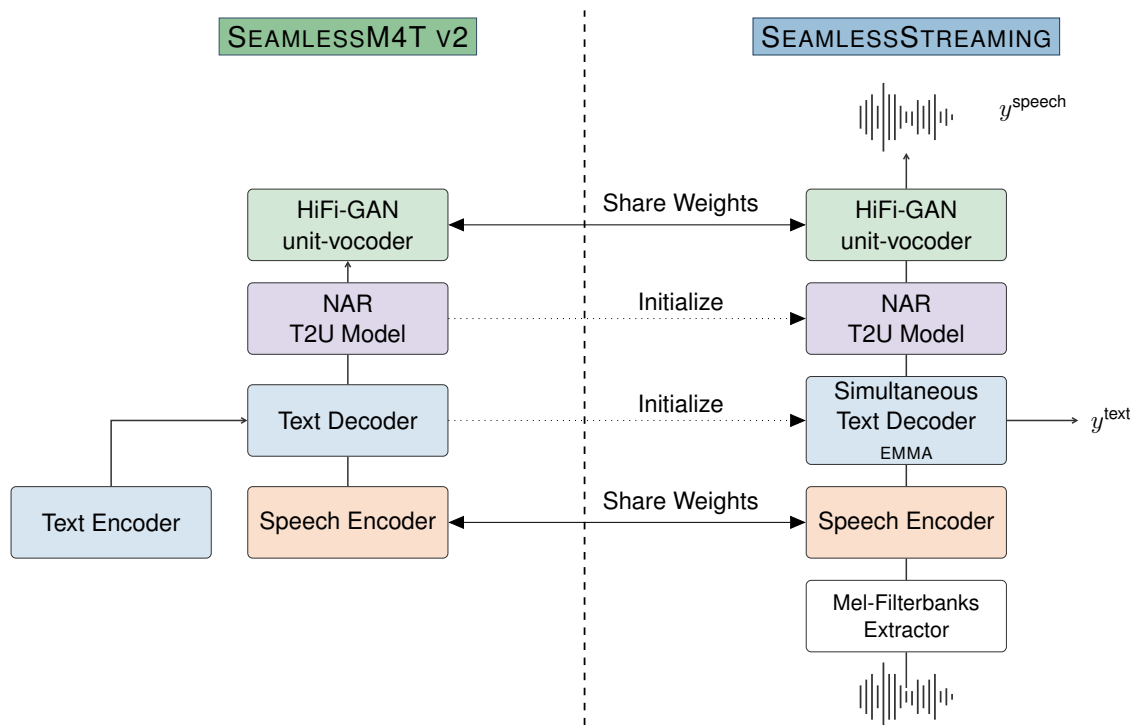 SEAMLESSM4T V2
SEAMLESSSTREAMING
y^speech
HiFi-GAN
unit-vocoder
Share Weights
HiFi-GAN
unit-vocoder
NAR
T2U Model
Initialize
NAR
T2U Model
Text Decoder
Initialize
Simultaneous
Text Decoder
EMMA
y^text
Text Encoder
Speech Encoder
Share Weights
Speech Encoder
Mel-Filterbanks
Extractor